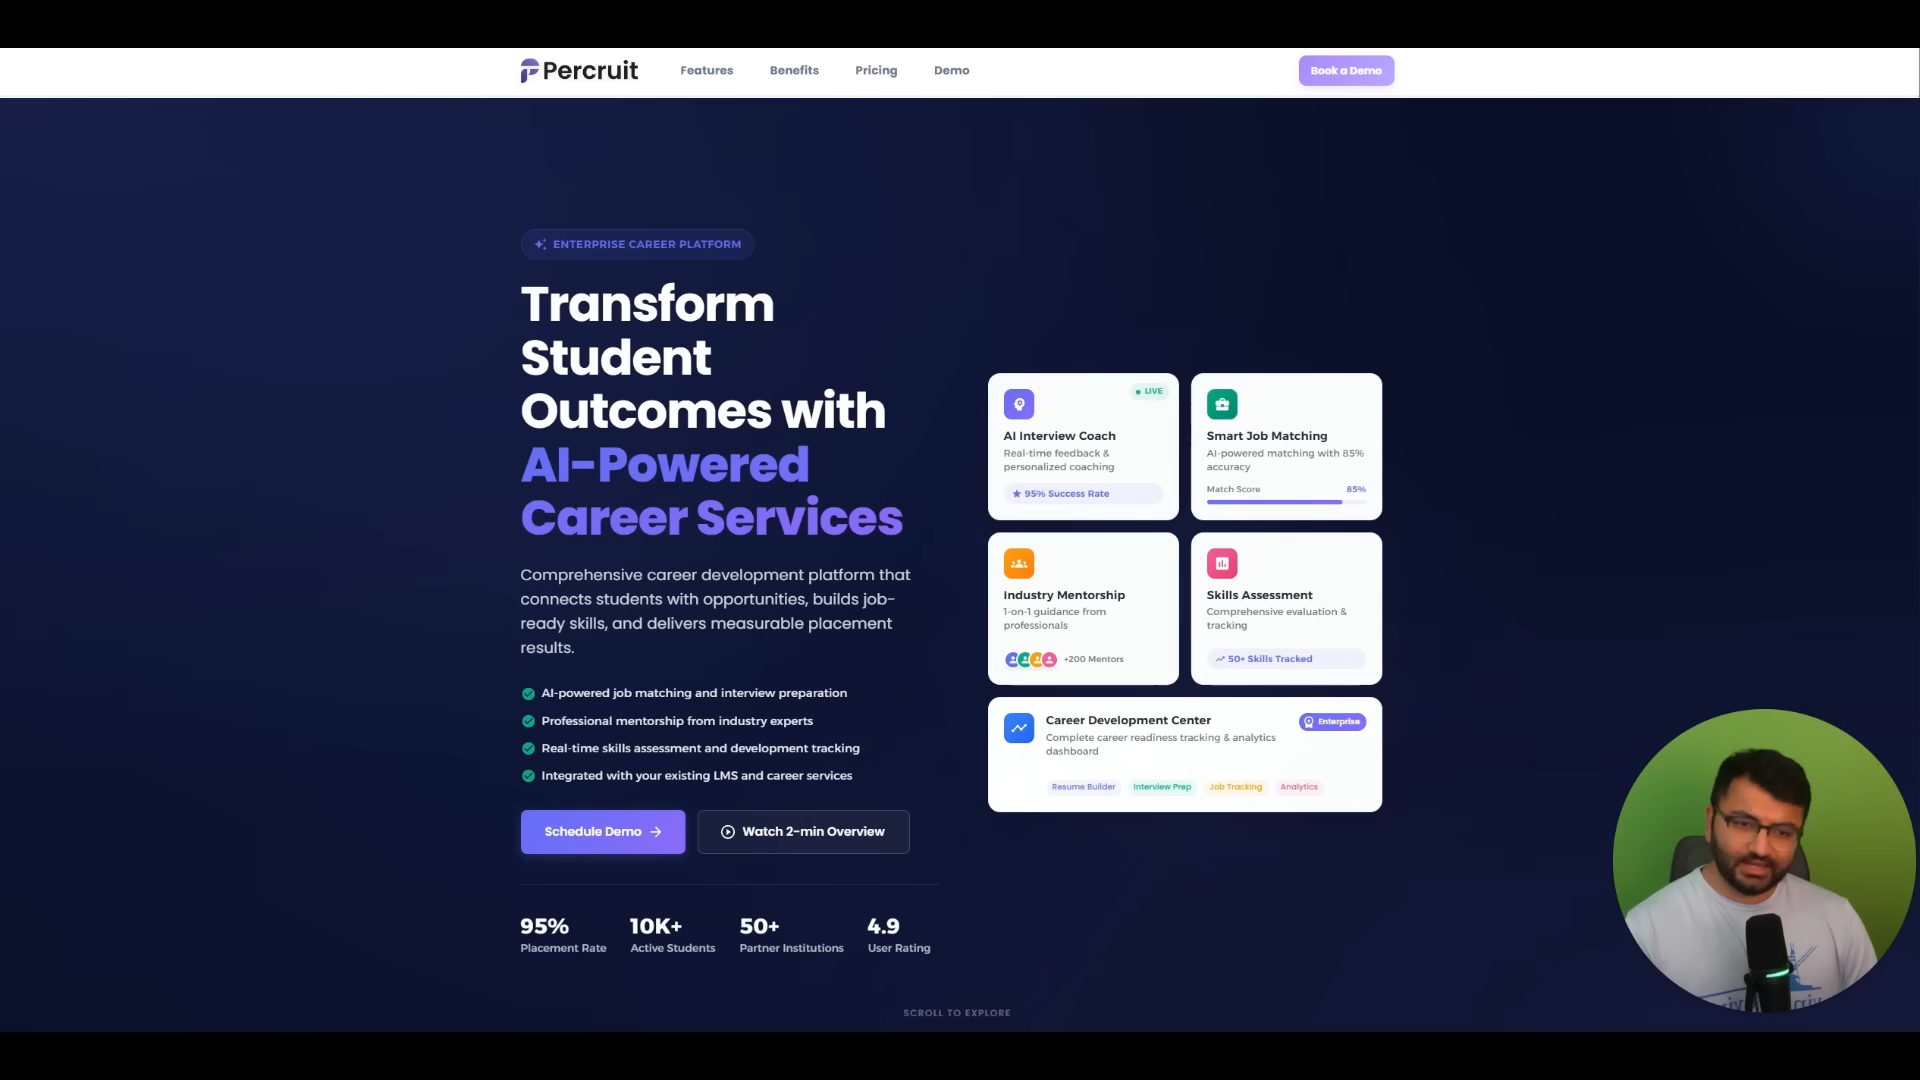 Percruit
Features
Benefits
Pricing
Demo
Book a Demo
ENTERPRISE CAREER PLATFORM
Transform
Student
Outcomes with
AI-Powered
Career Services
Comprehensive career development platform that
connects students with opportunities, builds job-
ready skills, and delivers measurable placement
results.
AI-powered job matching and interview preparation
Professional mentorship from industry experts
Real-time skills assessment and development tracking
Integrated with your existing LMS and career services
Schedule Demo
Watch 2-min Overview
95%
Placement Rate
10K+
Active Students
50+
Partner Institutions
4.9
User Rating
LIVE
AI Interview Coach
Real-time feedback &
personalized coaching
95% Success Rate
Smart Job Matching
AI-powered matching with 85%
accuracy
Match Score
85%
Industry Mentorship
1-on-1 guidance from
professionals
+200 Mentors
Skills Assessment
Comprehensive evaluation &
tracking
50+ Skills Tracked
Career Development Center
Enterprise
Complete career readiness tracking & analytics
dashboard
Resume Builder
Interview Prep
Job Tracking
Analytics
SCROLL TO EXPLORE